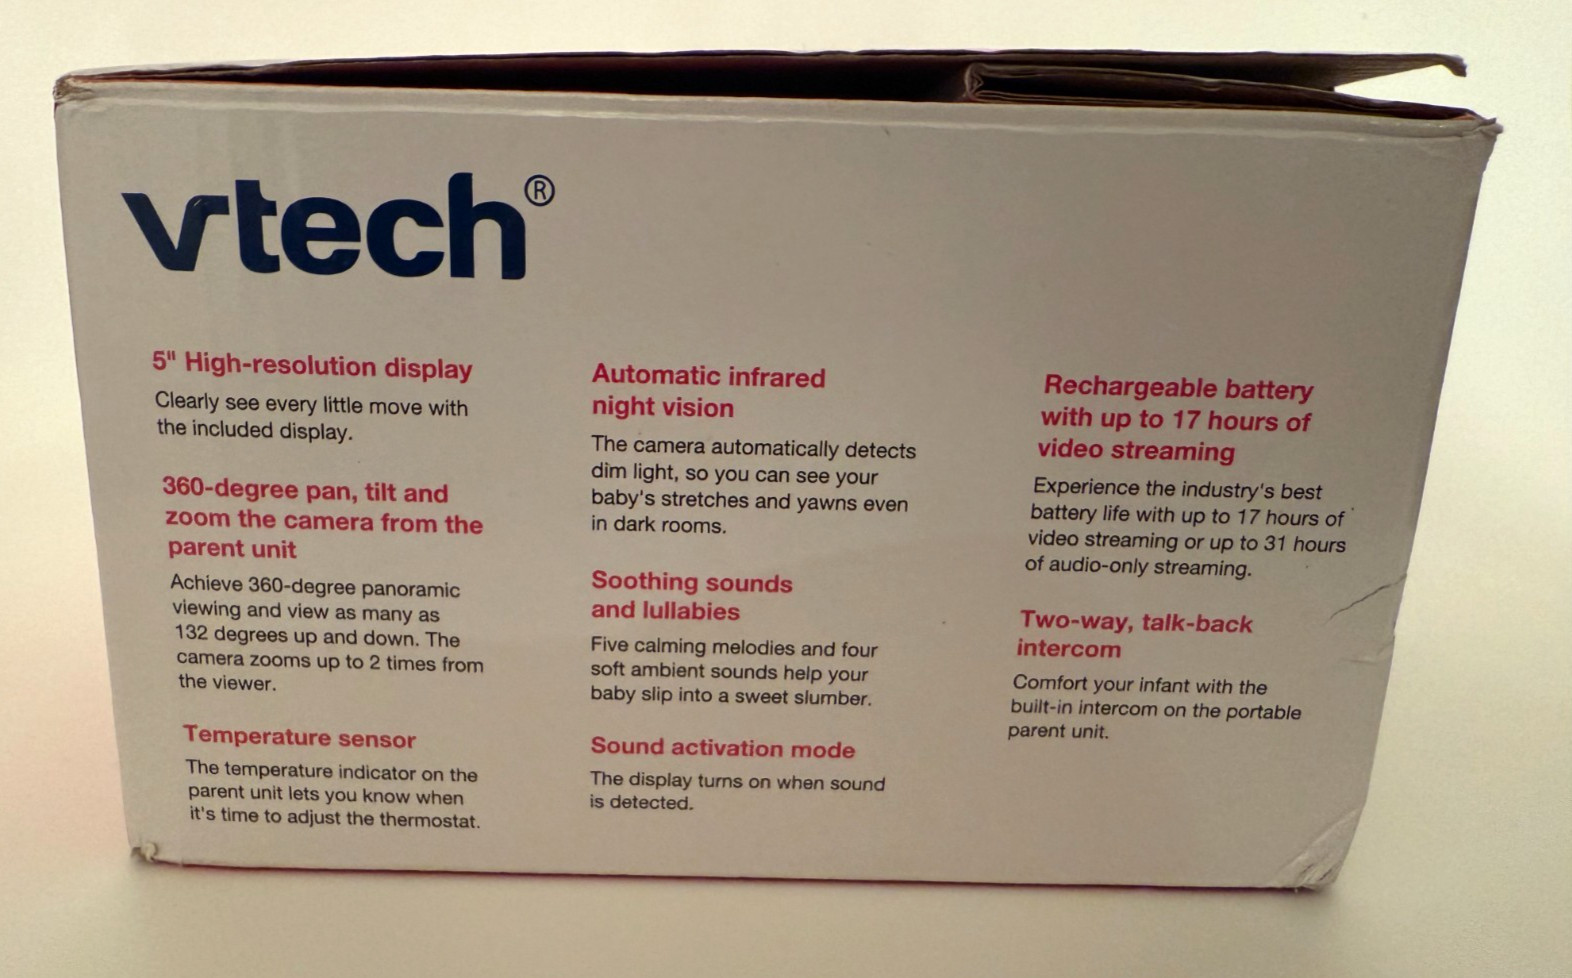 vtech®
5" High-resolution display
Clearly see every little move with
the included display.
360-degree pan, tilt and
zoom the camera from the
parent unit
Achieve 360-degree panoramic
viewing and view as many as
132 degrees up and down. The
camera zooms up to 2 times from
the viewer.
Temperature sensor
The temperature indicator on the
parent unit lets you know when
it's time to adjust the thermostat.
Automatic infrared
night vision
The camera automatically detects
dim light, so you can see your
baby's stretches and yawns even
in dark rooms.
Soothing sounds
and lullabies
Five calming melodies and four
soft ambient sounds help your
baby slip into a sweet slumber.
Sound activation mode
The display turns on when sound
is detected.
Rechargeable battery
with up to 17 hours of
video streaming
Experience the industry's best
battery life with up to 17 hours of
video streaming or up to 31 hours
of audio-only streaming.
Two-way, talk-back
intercom
Comfort your infant with the
built-in intercom on the portable
parent unit.